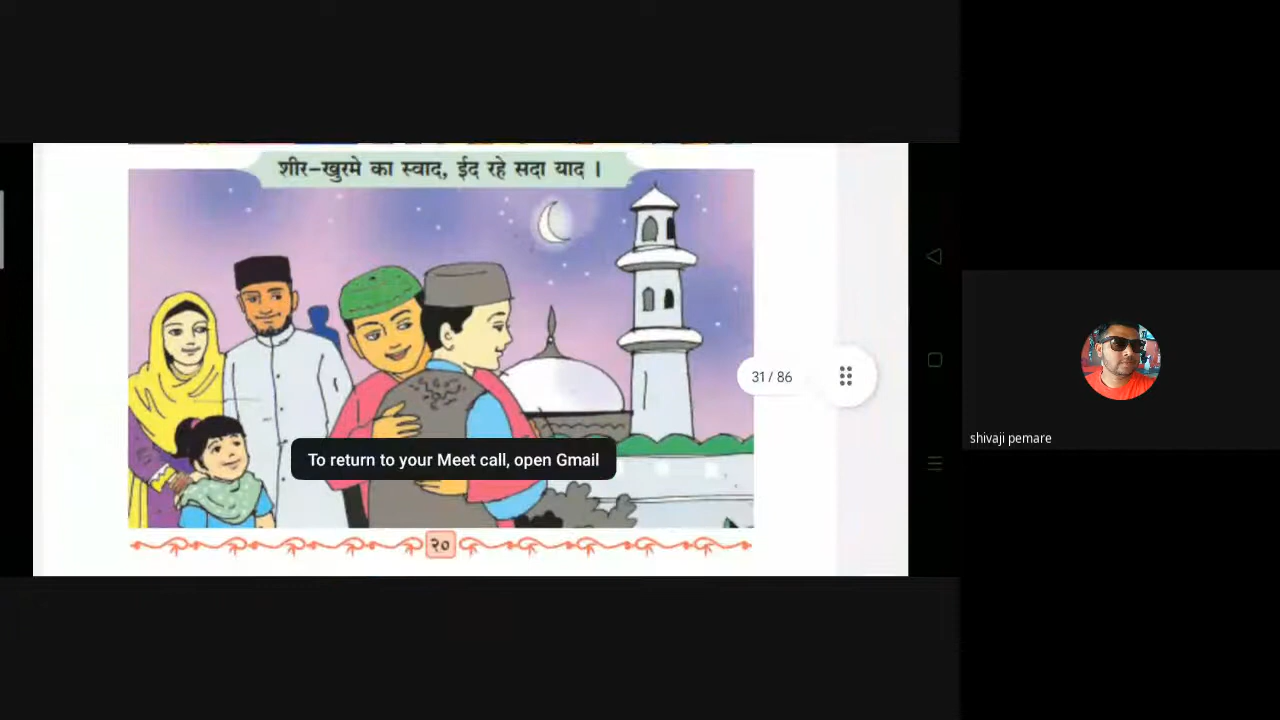 शीर-खुरमे का स्वाद, ईद रहे सदा याद ।
31 / 86
To return to your Meet call, open Gmail
shivaji pemare
२०